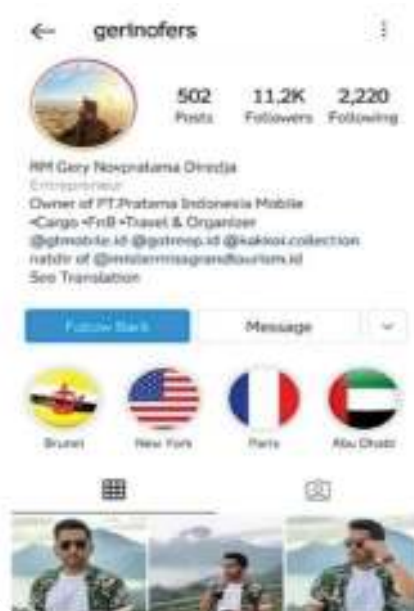 gerinofers
502 11.2K 2,220
Posts Followers Following
RM Gery Novpratama Diredja
Entrepreneur
Owner of PT.Pratama Indonesia Mobile
•Cargo •FnB •Travel & Organizer
@gtmobile.id @gotreep.id @kakkoi.collection
natdir of @mistermissgrandtourism.id
See Translation
Follow Back Message
Brunei New York Paris Abu Dhabi